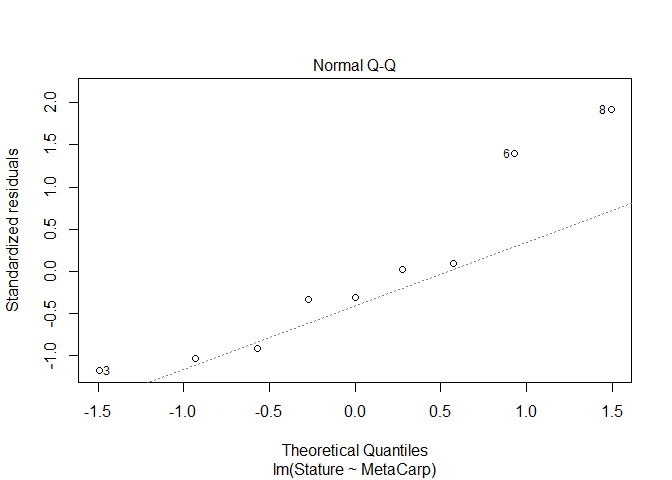 Normal Q-Q
Standardized residuals
2.0
1.5
1.0
0.5
0.0
-0.5
-1.0
8
6
3
-1.5 -1.0 -0.5 0.0 0.5 1.0 1.5
Theoretical Quantiles
lm(Stature ~ MetaCarp)